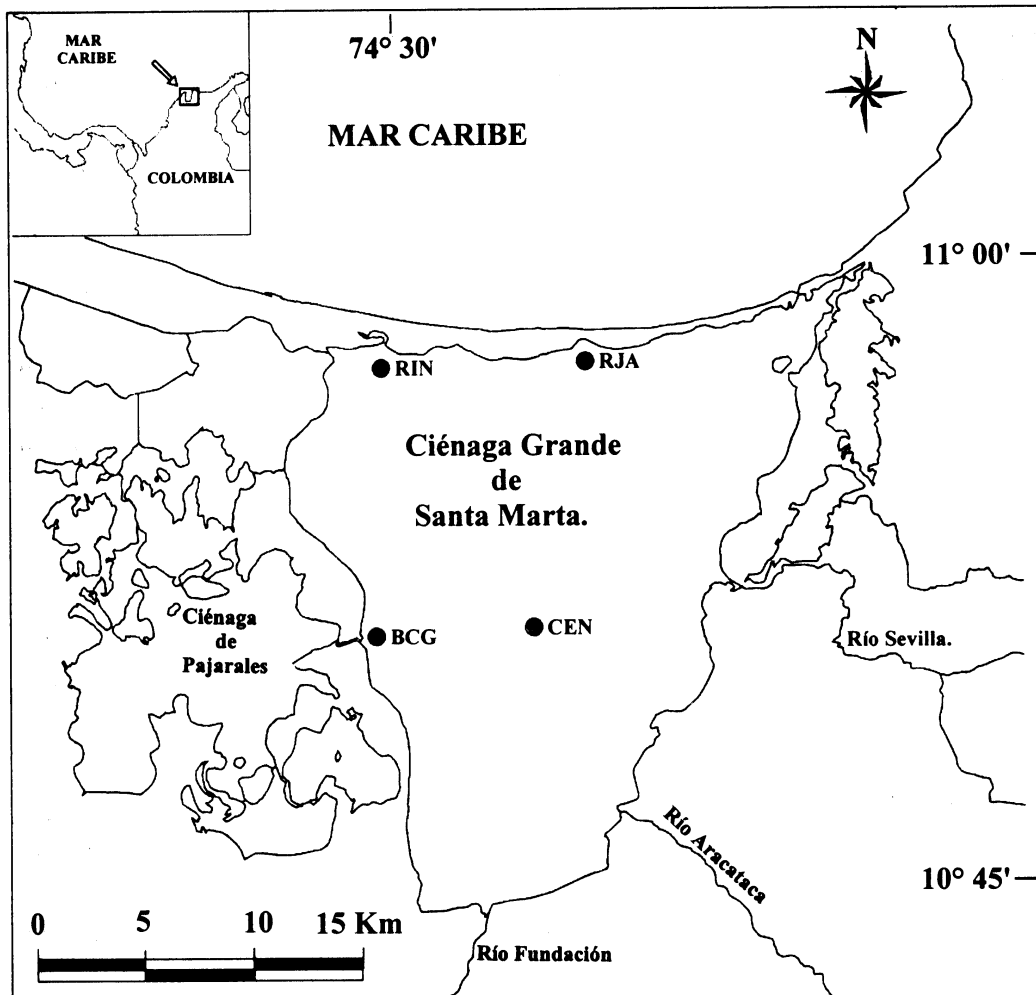 MAR
CARIBE
COLOMBIA
74° 30'
N
MAR CARIBE
11° 00'
RIN
RJA
Ciénaga Grande
de
Santa Marta.
Ciénaga
de
Pajarales
BCG
CEN
Río Sevilla.
Río Aracataca
10° 45'
0 5 10 15 Km
Río Fundación